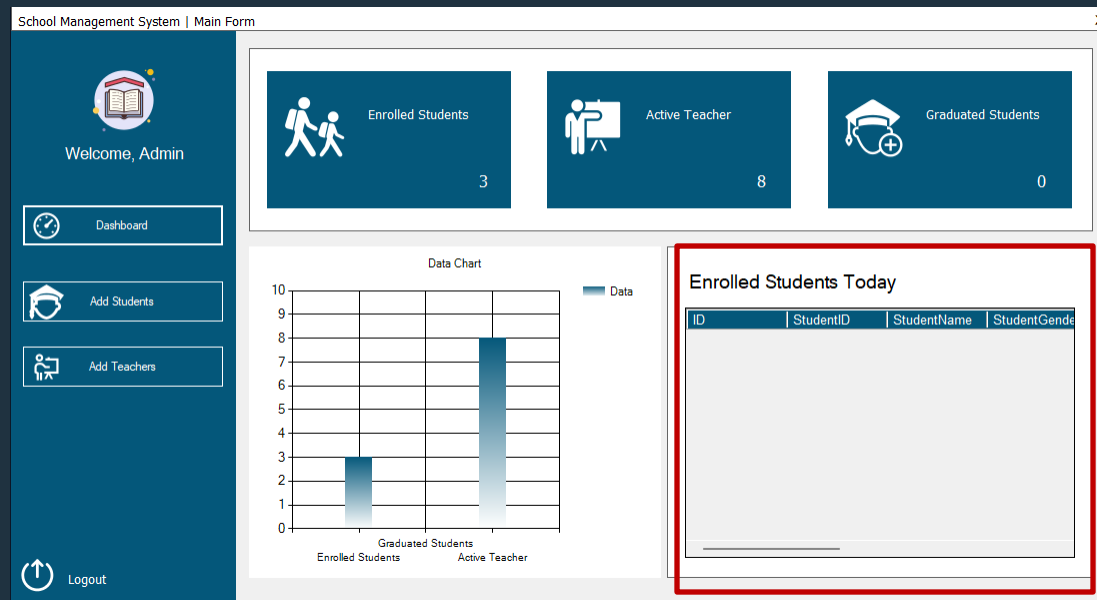 School Management System | Main Form
Welcome, Admin
Dashboard
Add Students
Add Teachers
Logout
Enrolled Students
3
Active Teacher
8
Graduated Students
0
Data Chart
Data
10
9
8
7
6
5
4
3
2
1
0
Graduated Students
Enrolled Students Active Teacher
Enrolled Students Today
ID StudentID StudentName StudentGende